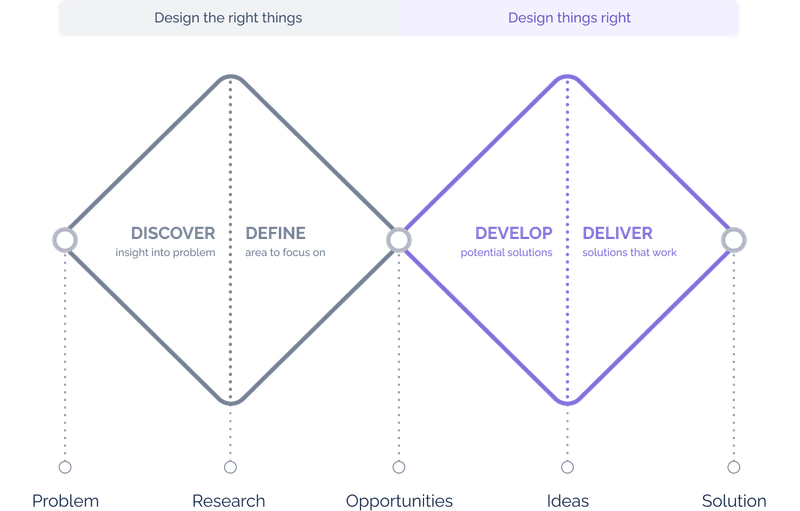 Design the right things
Design things right
DISCOVER
insight into problem
DEFINE
area to focus on
DEVELOP
potential solutions
DELIVER
solutions that work
Problem
Research
Opportunities
Ideas
Solution